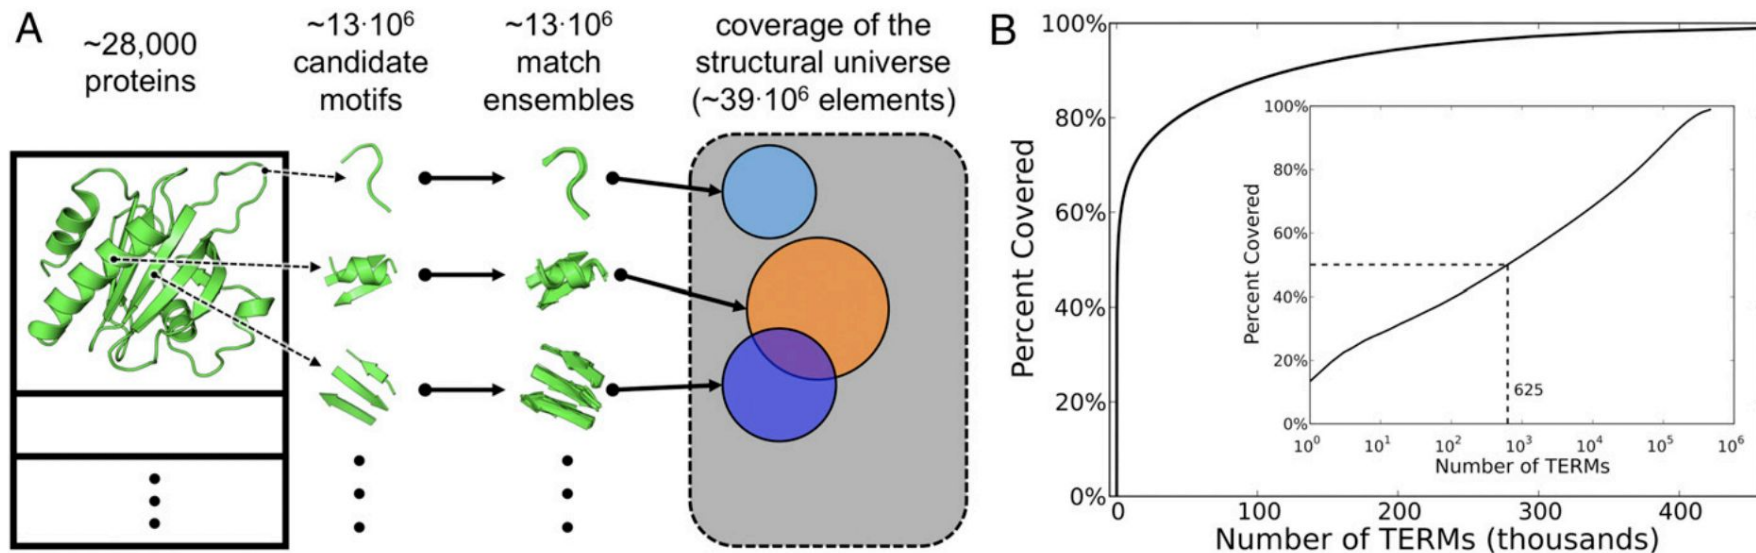 A
~28,000
proteins
~13·10⁶
candidate
motifs
~13·10⁶
match
ensembles
coverage of the
structural universe
(~39·10⁶ elements)
B
100%
80%
60%
40%
20%
0%
Percent Covered
0
100
200
300
400
Number of TERMs (thousands)
100%
80%
60%
40%
20%
0%
Percent Covered
625
10⁰
10¹
10²
10³
10⁴
10⁵
10⁶
Number of TERMs